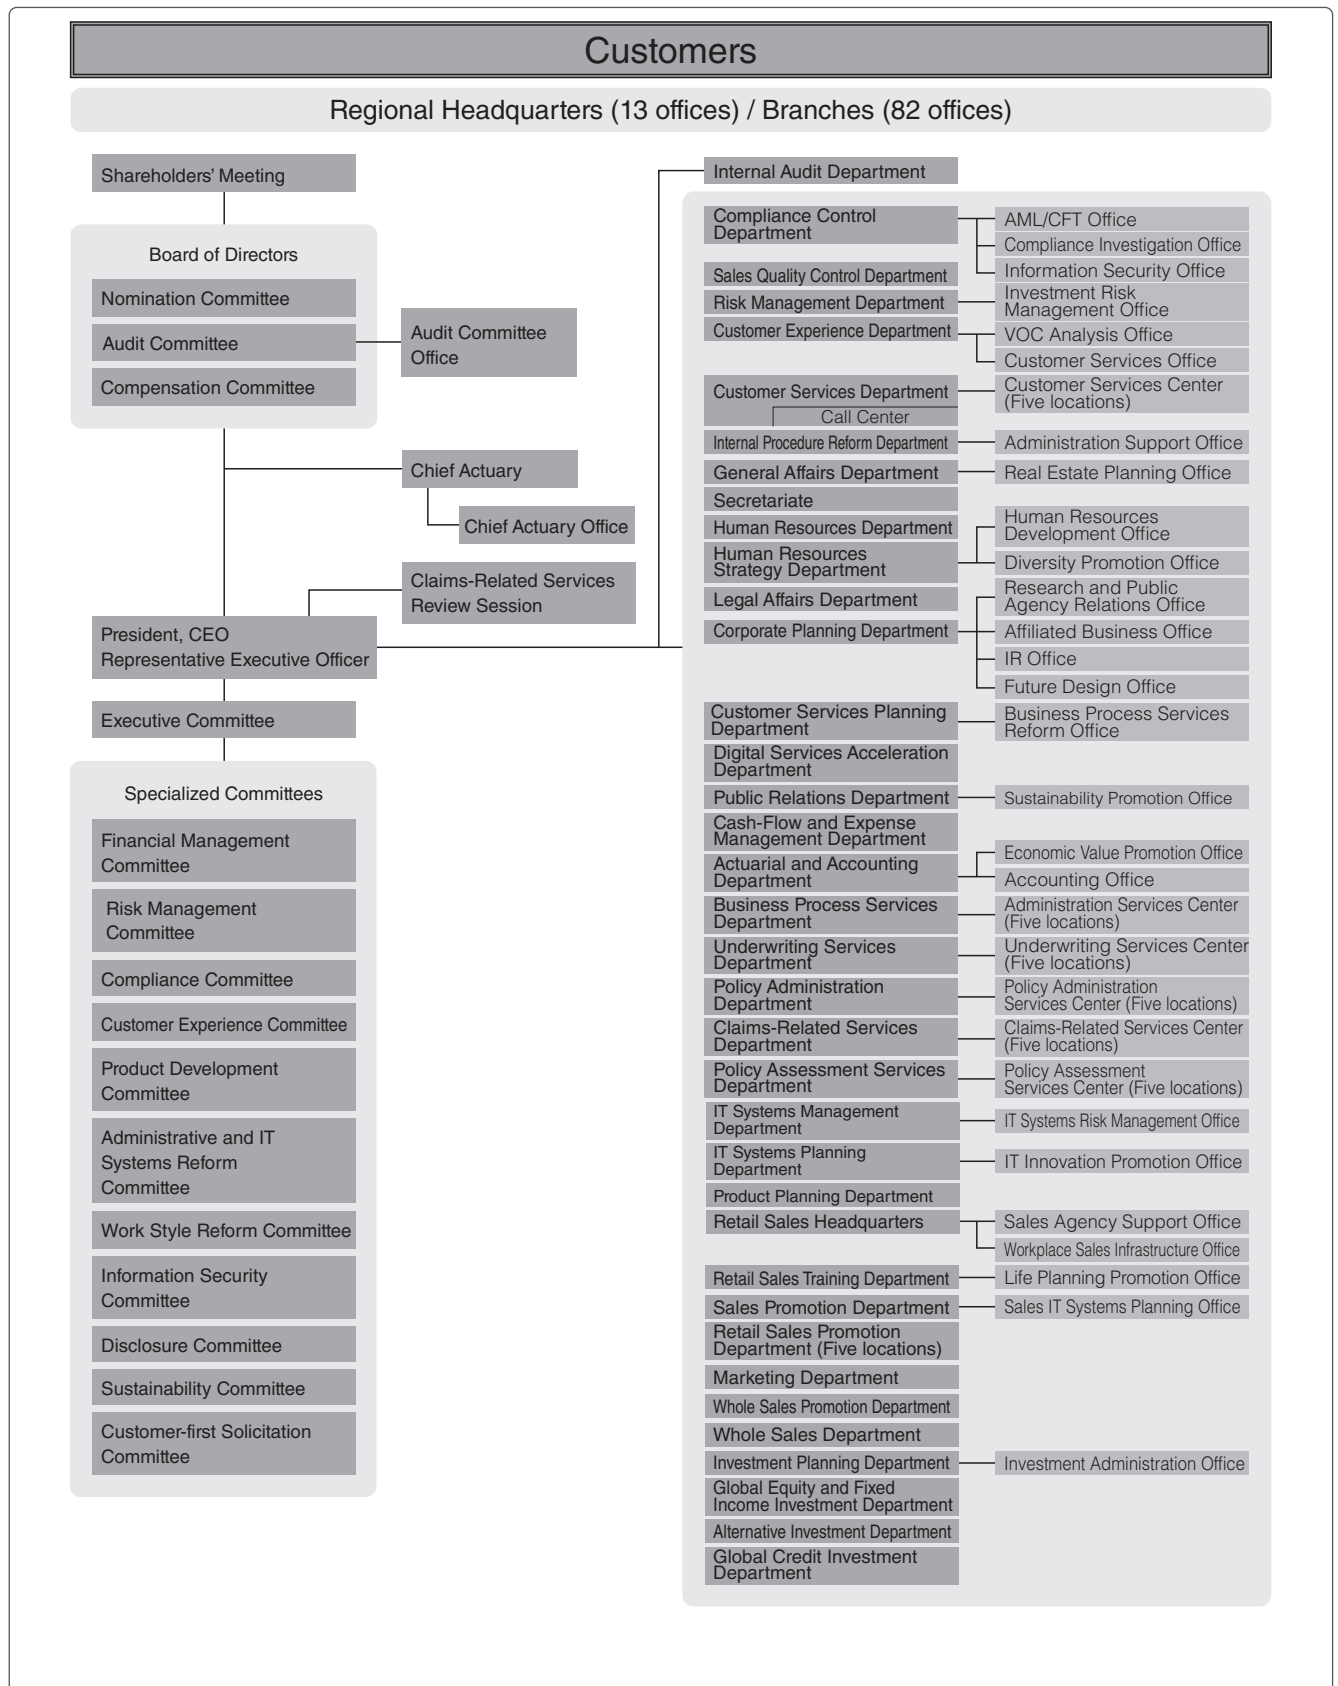 Customers
Regional Headquarters (13 offices) / Branches (82 offices)
Shareholders’ Meeting
Board of Directors
Nomination Committee
Audit Committee
Compensation Committee
Audit Committee
Office
Chief Actuary
Chief Actuary Office
Claims-Related Services
Review Session
President, CEO
Representative Executive Officer
Executive Committee
Specialized Committees
Financial Management
Committee
Risk Management
Committee
Compliance Committee
Customer Experience Committee
Product Development
Committee
Administrative and IT
Systems Reform
Committee
Work Style Reform Committee
Information Security
Committee
Disclosure Committee
Sustainability Committee
Customer-first Solicitation
Committee
Internal Audit Department
Compliance Control
Department
AML/CFT Office
Compliance Investigation Office
Information Security Office
Sales Quality Control Department
Risk Management Department
Investment Risk
Management Office
Customer Experience Department
VOC Analysis Office
Customer Services Office
Customer Services Department
Call Center
Customer Services Center
(Five locations)
Internal Procedure Reform Department
Administration Support Office
General Affairs Department
Real Estate Planning Office
Secretariate
Human Resources Department
Human Resources
Strategy Department
Human Resources
Development Office
Diversity Promotion Office
Legal Affairs Department
Corporate Planning Department
Research and Public
Agency Relations Office
Affiliated Business Office
IR Office
Future Design Office
Customer Services Planning
Department
Business Process Services
Reform Office
Digital Services Acceleration
Department
Public Relations Department
Sustainability Promotion Office
Cash-Flow and Expense
Management Department
Actuarial and Accounting
Department
Economic Value Promotion Office
Accounting Office
Business Process Services
Department
Administration Services Center
(Five locations)
Underwriting Services
Department
Underwriting Services Center
(Five locations)
Policy Administration
Department
Policy Administration
Services Center (Five locations)
Claims-Related Services
Department
Claims-Related Services Center
(Five locations)
Policy Assessment Services
Department
Policy Assessment
Services Center (Five locations)
IT Systems Management
Department
IT Systems Risk Management Office
IT Systems Planning
Department
IT Innovation Promotion Office
Product Planning Department
Retail Sales Headquarters
Sales Agency Support Office
Workplace Sales Infrastructure Office
Retail Sales Training Department
Life Planning Promotion Office
Sales Promotion Department
Sales IT Systems Planning Office
Retail Sales Promotion
Department (Five locations)
Marketing Department
Whole Sales Promotion Department
Whole Sales Department
Investment Planning Department
Investment Administration Office
Global Equity and Fixed
Income Investment Department
Alternative Investment Department
Global Credit Investment
Department